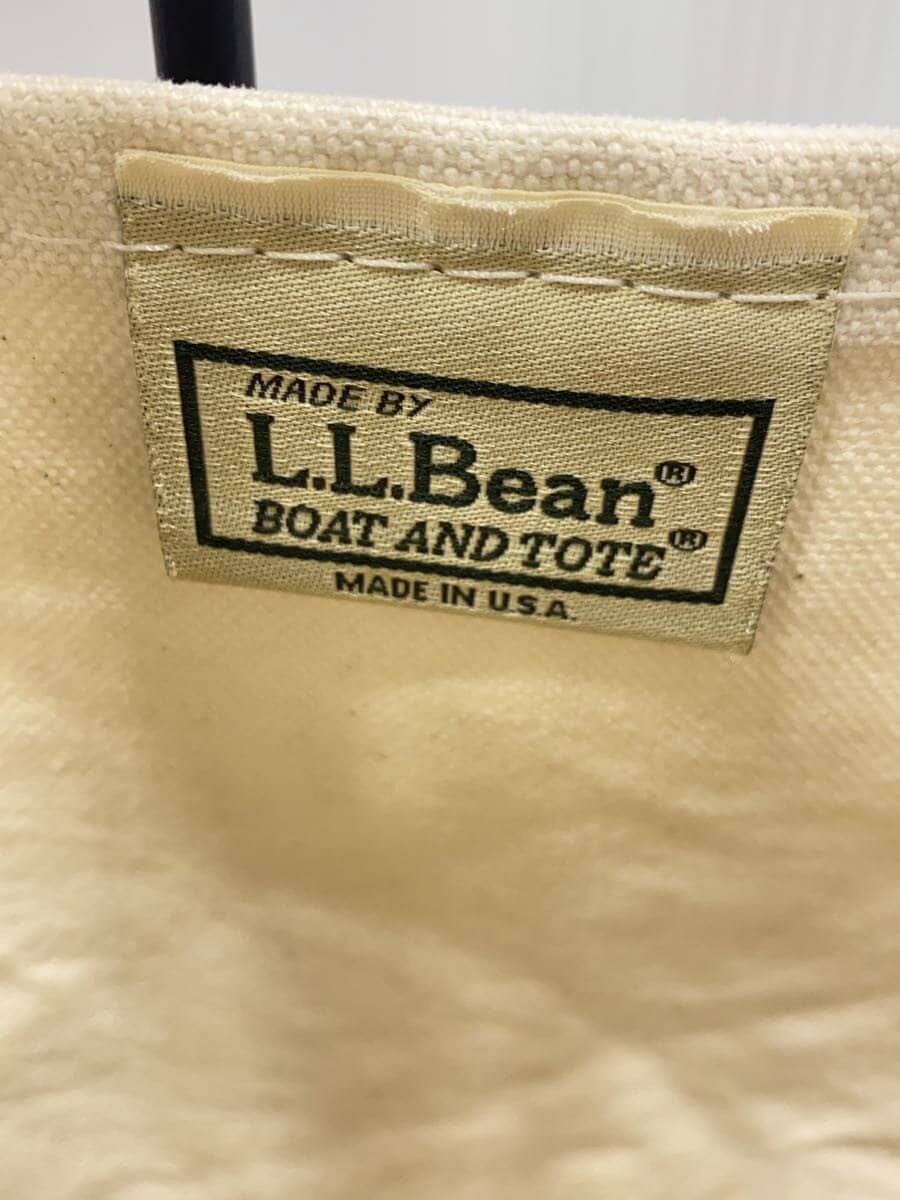 MADE BY
L.L.Bean®
BOAT AND TOTE®
MADE IN U.S.A.